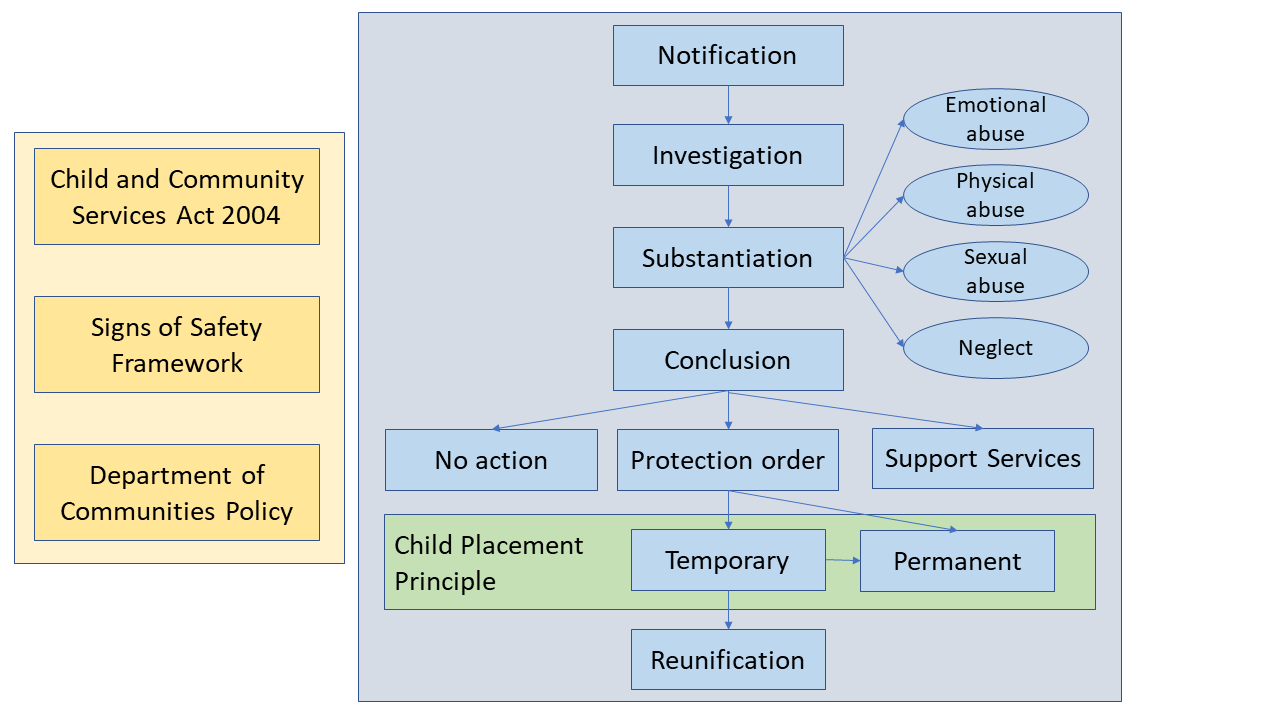 Child and Community
Services Act 2004
Signs of Safety
Framework
Department of
Communities Policy
Notification
Investigation
Substantiation
Emotional
abuse
Physical
abuse
Sexual
abuse
Neglect
Conclusion
No action
Protection order
Support Services
Child Placement
Principle
Temporary
Permanent
Reunification